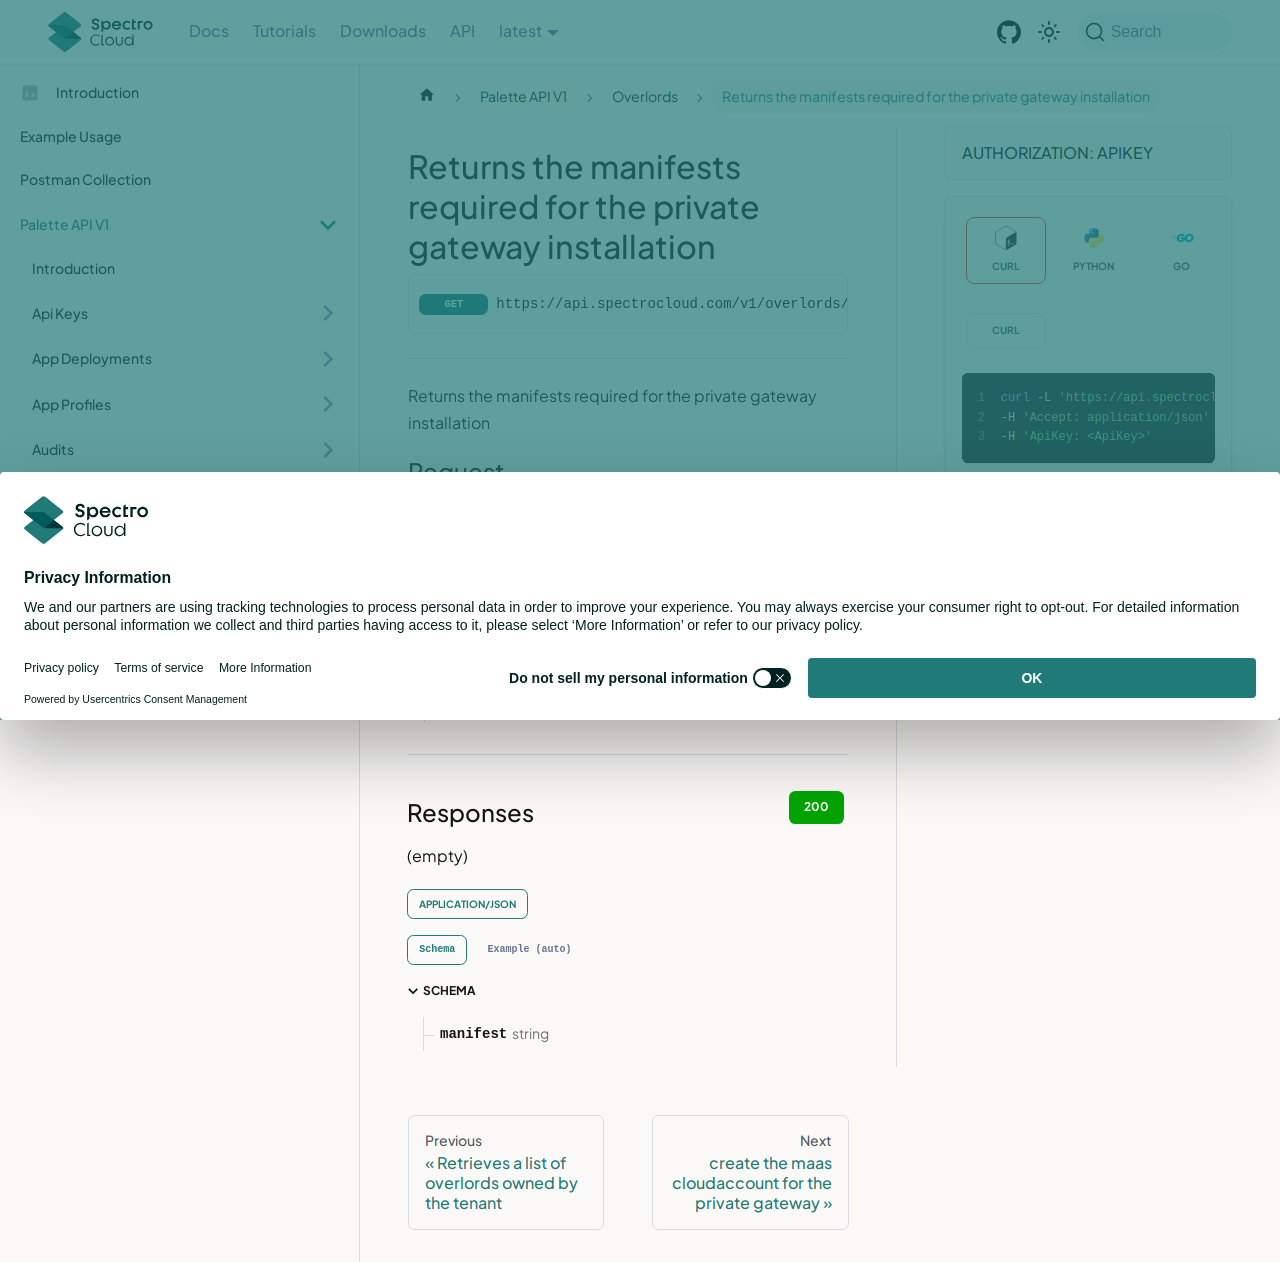 Spectro Cloud
Docs
Tutorials
Downloads
API
latest
Search
Introduction
Example Usage
Postman Collection
Palette API V1
Introduction
Api Keys
App Deployments
App Profiles
Audits
Palette API V1
Overlords
Returns the manifests required for the private gateway installation
Returns the manifests
required for the private
gateway installation
GET https://api.spectrocloud.com/v1/overlords/
Returns the manifests required for the private gateway
installation
Request
AUTHORIZATION: APIKEY
CURL
PYTHON
GO
CURL
1 curl -L 'https://api.spectrocl
2 -H 'Accept: application/json'
3 -H 'ApiKey: <ApiKey>'
Spectro
Cloud
Privacy Information
We and our partners are using tracking technologies to process personal data in order to improve your experience. You may always exercise your consumer right to opt-out. For detailed information
about personal information we collect and third parties having access to it, please select ‘More Information’ or refer to our privacy policy.
Privacy policy
Terms of service
More Information
Powered by Usercentrics Consent Management
Do not sell my personal information
OK
Responses
200
(empty)
APPLICATION/JSON
Schema
Example (auto)
SCHEMA
manifest string
Previous
« Retrieves a list of
overlords owned by
the tenant
Next
create the maas
cloudaccount for the
private gateway »